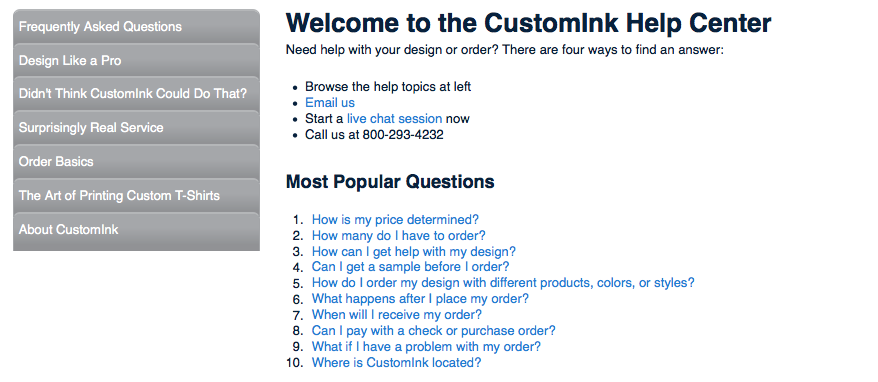 Frequently Asked Questions
Design Like a Pro
Didn't Think CustomInk Could Do That?
Surprisingly Real Service
Order Basics
The Art of Printing Custom T-Shirts
About CustomInk
Welcome to the CustomInk Help Center
Need help with your design or order? There are four ways to find an answer:
• Browse the help topics at left
• Email us
• Start a live chat session now
• Call us at 800-293-4232
Most Popular Questions
1. How is my price determined?
2. How many do I have to order?
3. How can I get help with my design?
4. Can I get a sample before I order?
5. How do I order my design with different products, colors, or styles?
6. What happens after I place my order?
7. When will I receive my order?
8. Can I pay with a check or purchase order?
9. What if I have a problem with my order?
10. Where is CustomInk located?